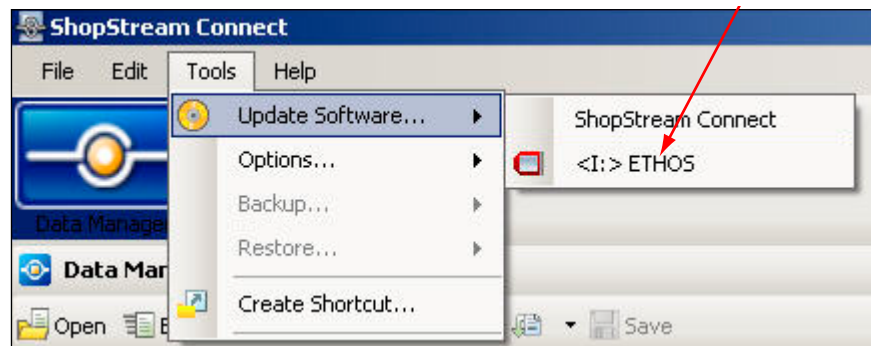 ShopStream Connect
File Edit Tools Help
Update Software...
ShopStream Connect
Options...
<I:> ETHOS
Backup...
Data Manage
Restore...
Data Mar
Create Shortcut...
Open E Save